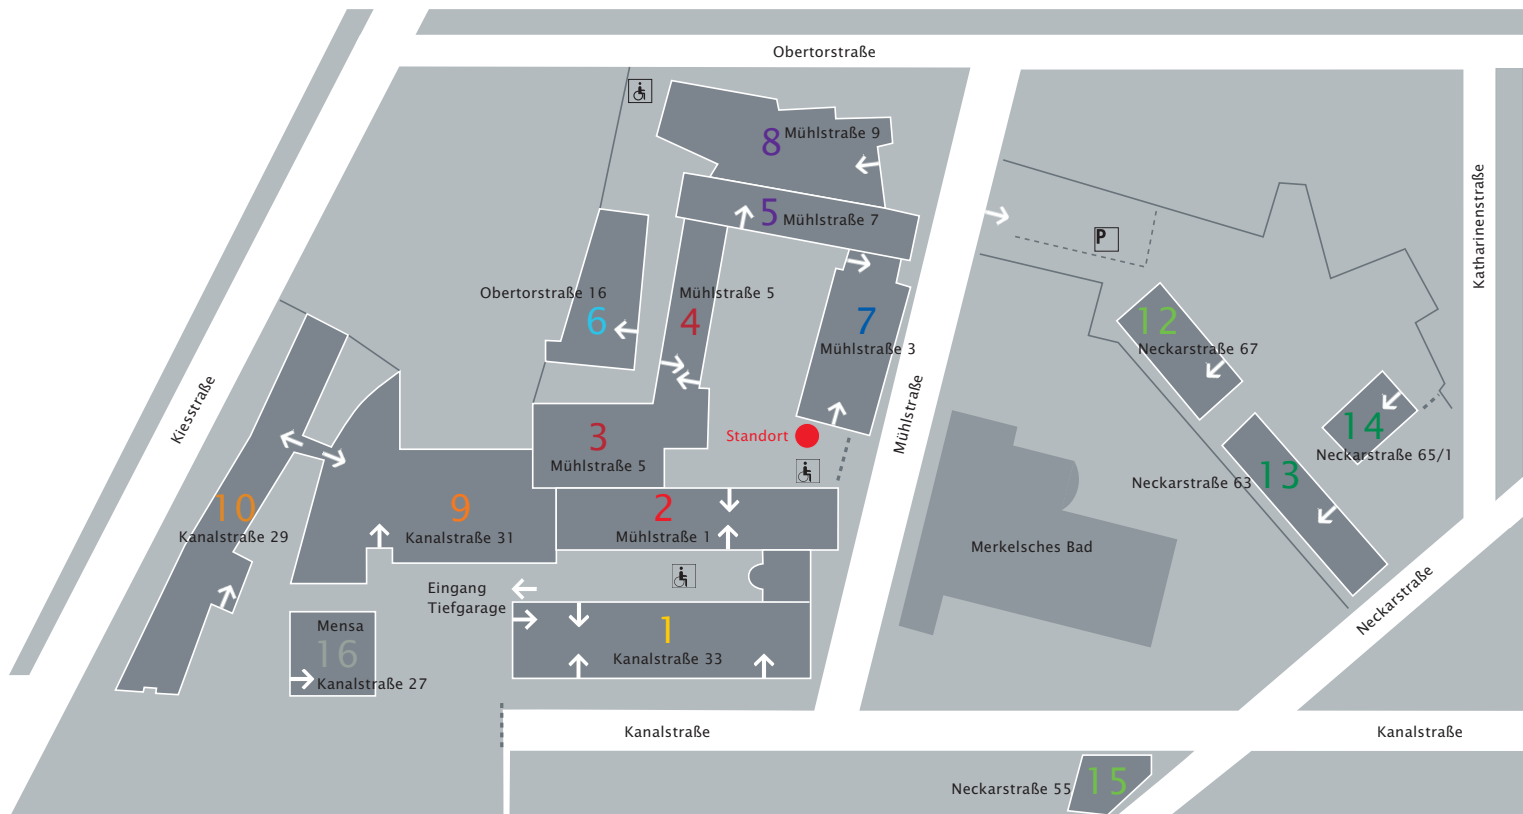 Obertorstraße
8 Mühlstraße 9
5 Mühlstraße 7
P
Katharinenstraße
Obertorstraße 16
6
Mühlstraße 5
4
7
Mühlstraße 3
12
Neckarstraße 67
Kiesstraße
Mühlstraße
14
Neckarstraße 65/1
3
Mühlstraße 5
Standort
13
Neckarstraße 63
10
Kanalstraße 29
9
Kanalstraße 31
2
Mühlstraße 1
Merkelsches Bad
Eingang
Tiefgarage
Neckarstraße
Mensa
16
Kanalstraße 27
1
Kanalstraße 33
Kanalstraße
Kanalstraße
Neckarstraße 55
15